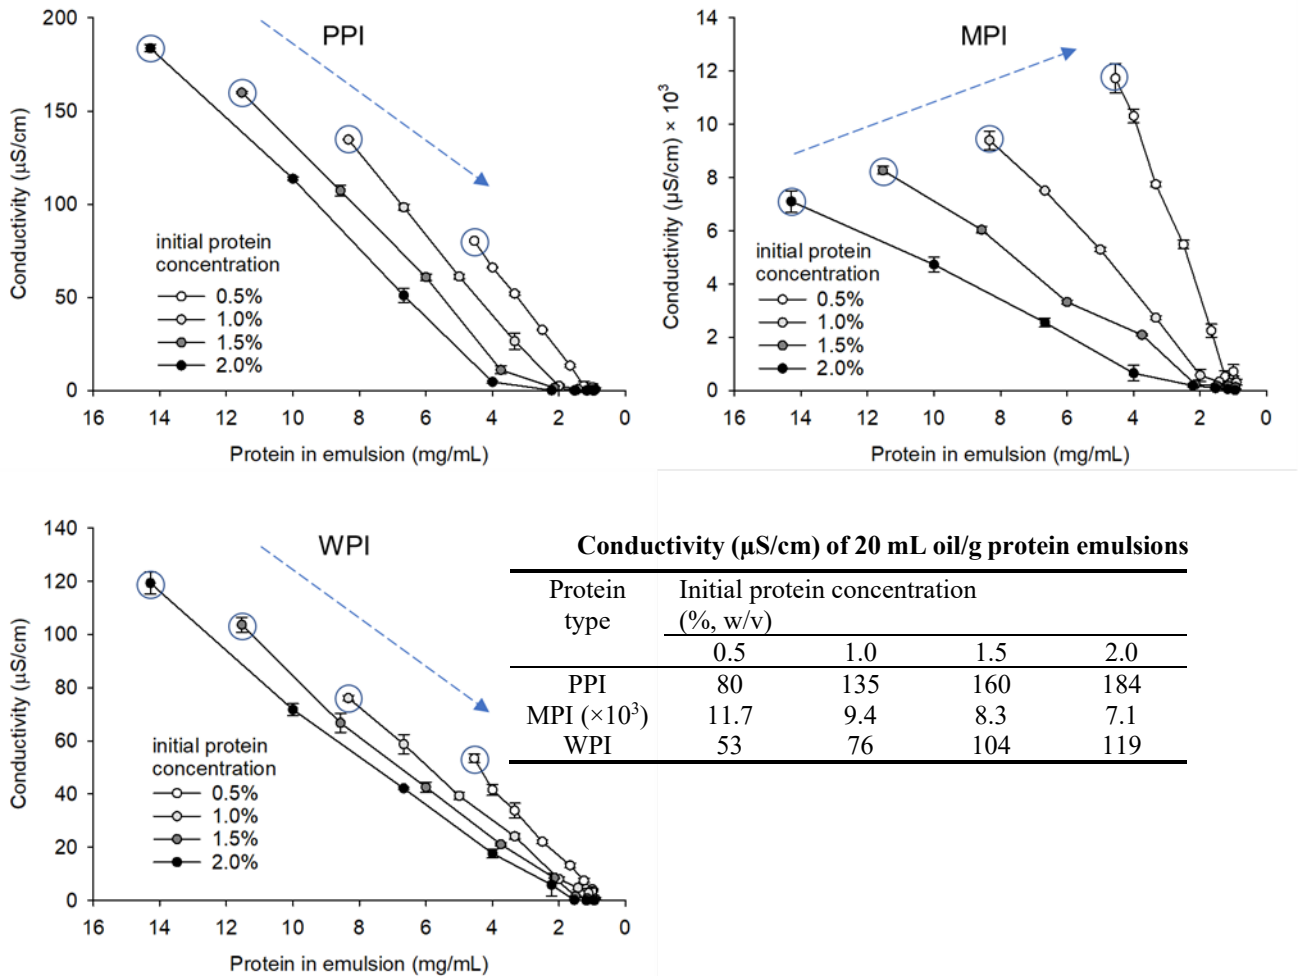 PPI
200
150
100
50
0
Conductivity (µS/cm)
initial protein
concentration
0.5%
1.0%
1.5%
2.0%
16 14 12 10 8 6 4 2 0
Protein in emulsion (mg/mL)
MPI
14
12
10
8
6
4
2
0
Conductivity (µS/cm) × 10³
initial protein
concentration
0.5%
1.0%
1.5%
2.0%
16 14 12 10 8 6 4 2 0
Protein in emulsion (mg/mL)
WPI
140
120
100
80
60
40
20
0
Conductivity (µS/cm)
initial protein
concentration
0.5%
1.0%
1.5%
2.0%
16 14 12 10 8 6 4 2 0
Protein in emulsion (mg/mL)
Conductivity (µS/cm) of 20 mL oil/g protein emulsions
Protein type Initial protein concentration (%, w/v)
0.5 1.0 1.5 2.0
PPI 80 135 160 184
MPI (×10³) 11.7 9.4 8.3 7.1
WPI 53 76 104 119